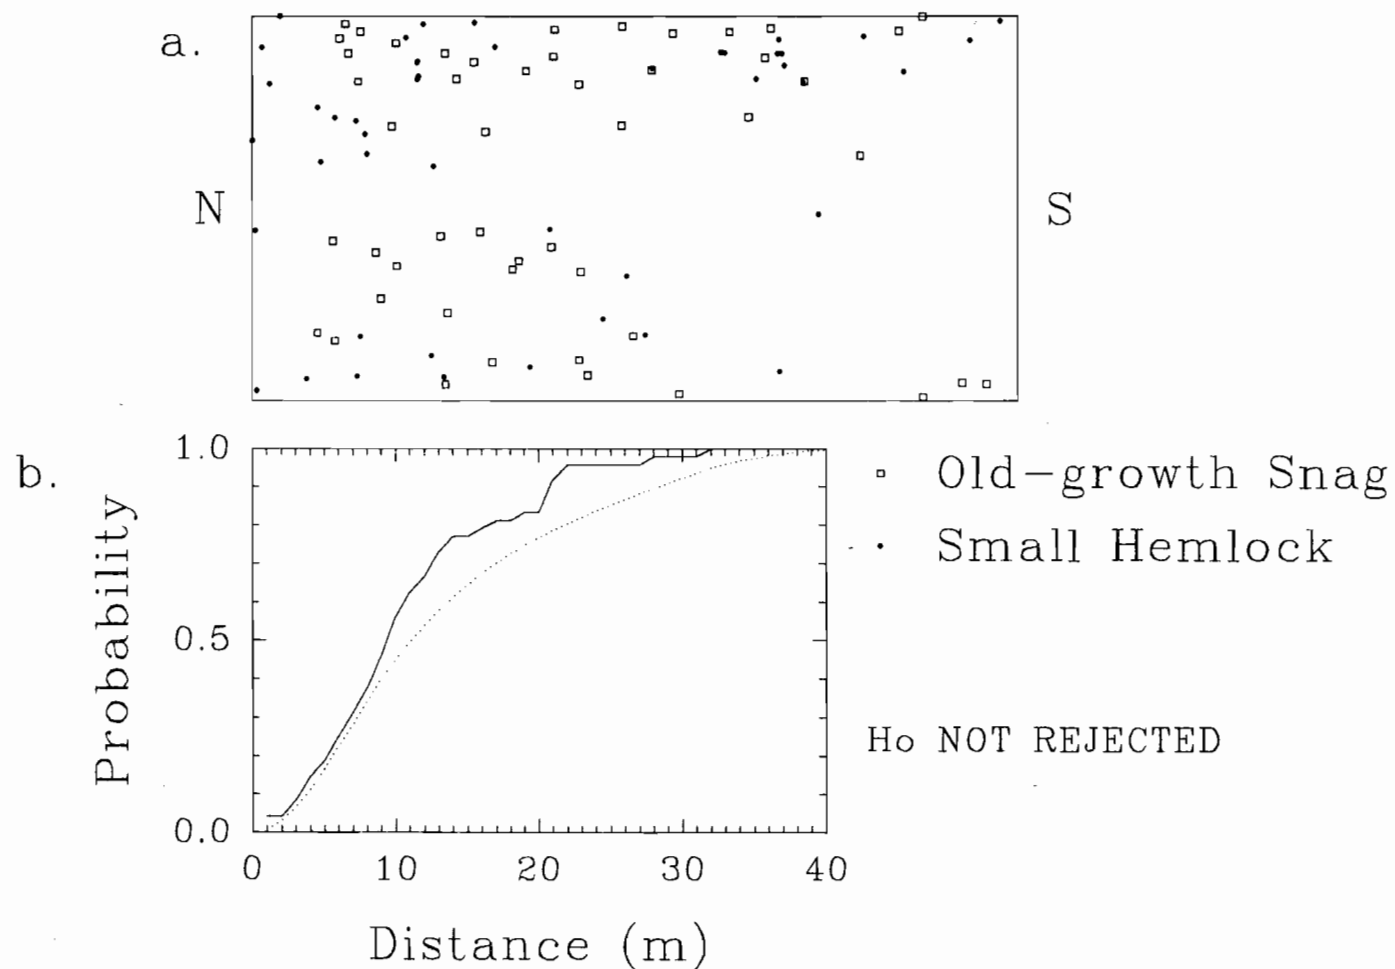 a.
N
S
b.
Probability
1.0
0.5
0.0
0 10 20 30 40
Distance (m)
Old-growth Snag
Small Hemlock
Ho NOT REJECTED